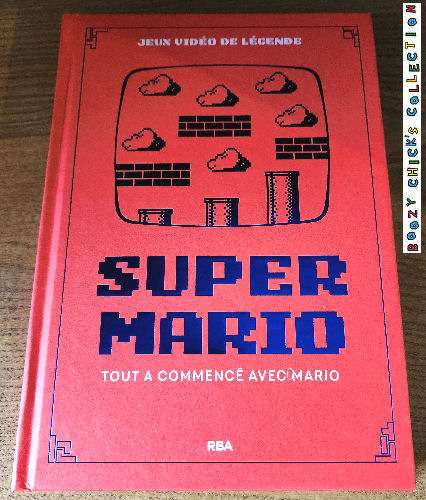 JEUX VIDÉO DE LÉGENDE
SUPER
MARIO
TOUT A COMMENCÉ AVEC MARIO
RBA
BOOZY CHICK'S COLLECTION